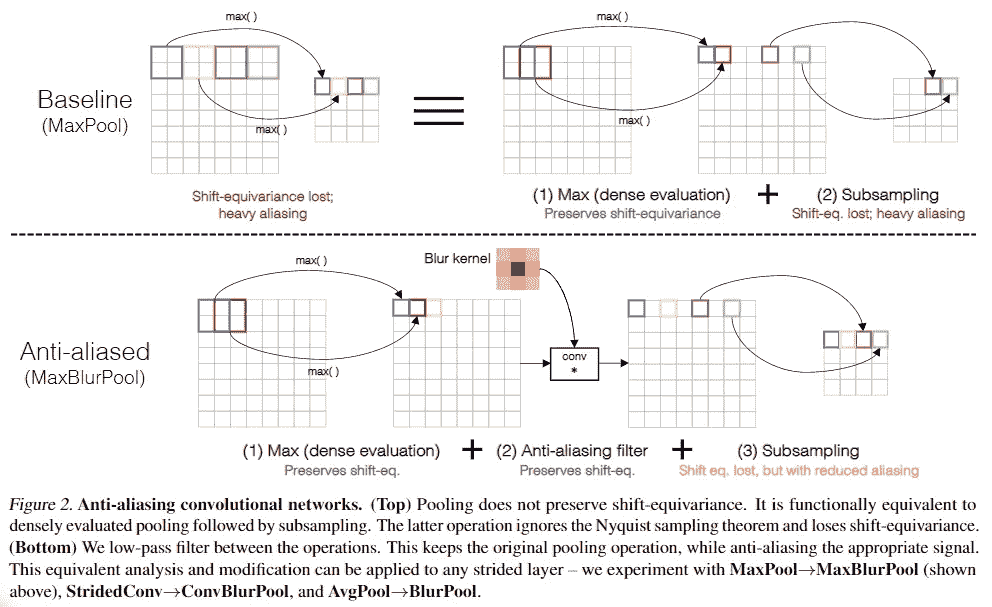 max( )
max( )
Baseline
(MaxPool)
max( )
max( )
Shift-equivariance lost;
heavy aliasing
(1) Max (dense evaluation) + (2) Subsampling
Preserves shift-equivariance Shift-eq. lost; heavy aliasing
Blur kernel
max( )
Anti-aliased
(MaxBlurPool)
max( )
conv
*
(1) Max (dense evaluation) + (2) Anti-aliasing filter + (3) Subsampling
Preserves shift-eq. Preserves shift-eq. Shift eq. lost, but with reduced aliasing
Figure 2. Anti-aliasing convolutional networks. (Top) Pooling does not preserve shift-equivariance. It is functionally equivalent to
densely evaluated pooling followed by subsampling. The latter operation ignores the Nyquist sampling theorem and loses shift-equivariance.
(Bottom) We low-pass filter between the operations. This keeps the original pooling operation, while anti-aliasing the appropriate signal.
This equivalent analysis and modification can be applied to any strided layer – we experiment with MaxPool→MaxBlurPool (shown
above), StridedConv→ConvBlurPool, and AvgPool→BlurPool.